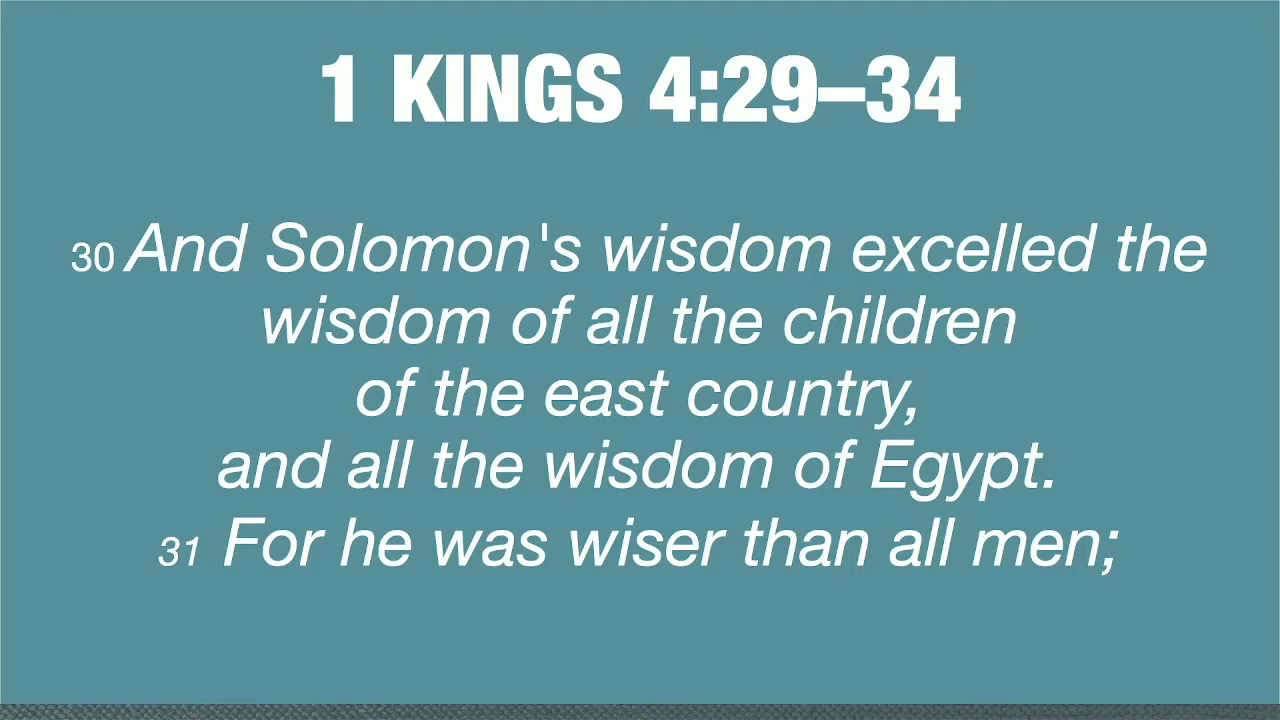 1 KINGS 4:29–34
30 And Solomon's wisdom excelled the
wisdom of all the children
of the east country,
and all the wisdom of Egypt.
31 For he was wiser than all men;